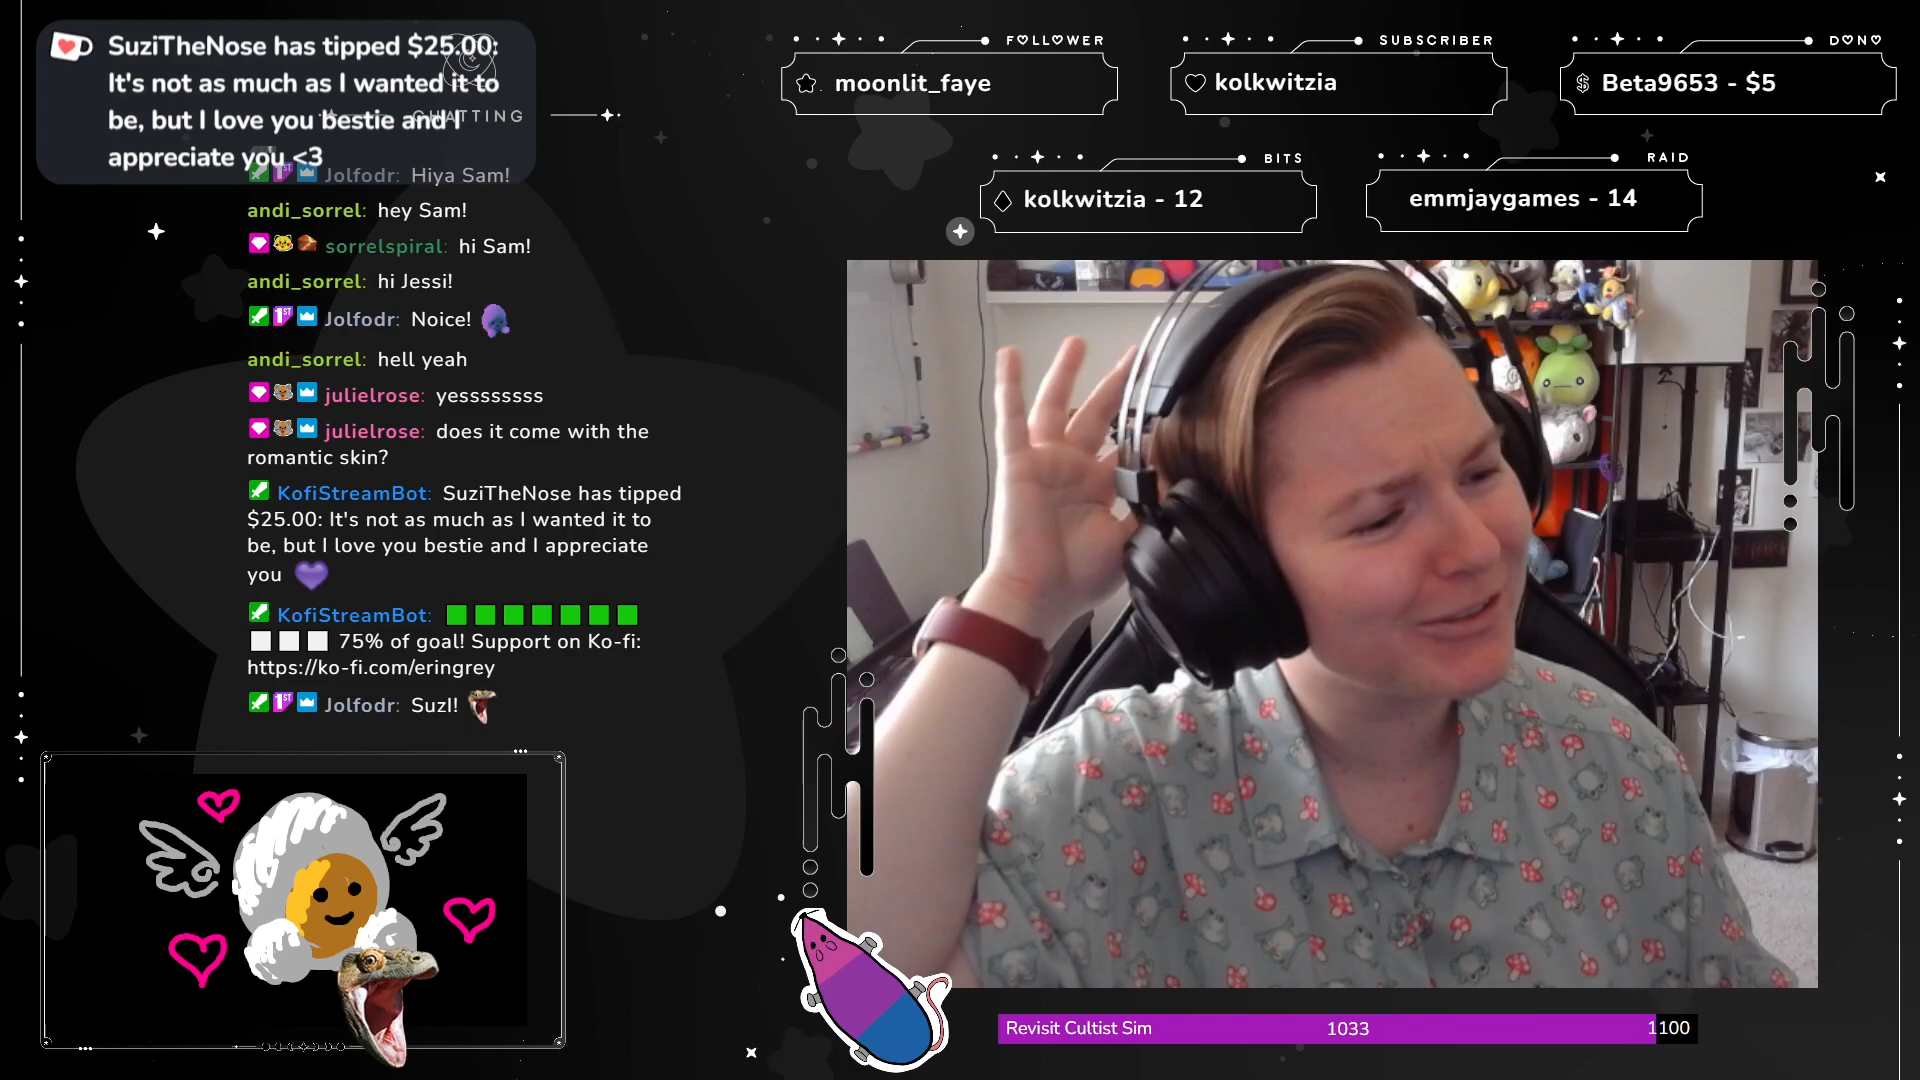 SuziTheNose has tipped $25.00:
It's not as much as I wanted it to
be, but I love you bestie and I
appreciate you <3
CHATTING
FOLLOWER
moonlit_faye
SUBSCRIBER
kolkwitzia
DONO
Beta9653 - $5
BITS
kolkwitzia - 12
RAID
emmjaygames - 14
1ST Jolfodr: Hiya Sam!
andi_sorrel: hey Sam!
sorrelspiral: hi Sam!
andi_sorrel: hi Jessi!
1ST Jolfodr: Noice!
andi_sorrel: hell yeah
julielrose: yessssssss
julielrose: does it come with the
romantic skin?
KofiStreamBot: SuziTheNose has tipped
$25.00: It's not as much as I wanted it to
be, but I love you bestie and I appreciate
you
KofiStreamBot:
75% of goal! Support on Ko-fi:
https://ko-fi.com/eringrey
1ST Jolfodr: SuzI!
Revisit Cultist Sim 1033 1100